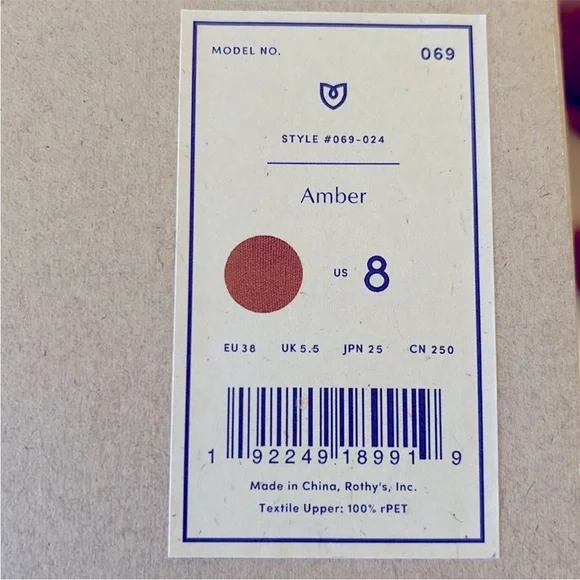 MODEL NO. 069
STYLE #069-024
Amber
US 8
EU 38 UK 5.5 JPN 25 CN 250
1 92249 18991 9
Made in China, Rothy's, Inc.
Textile Upper: 100% rPET